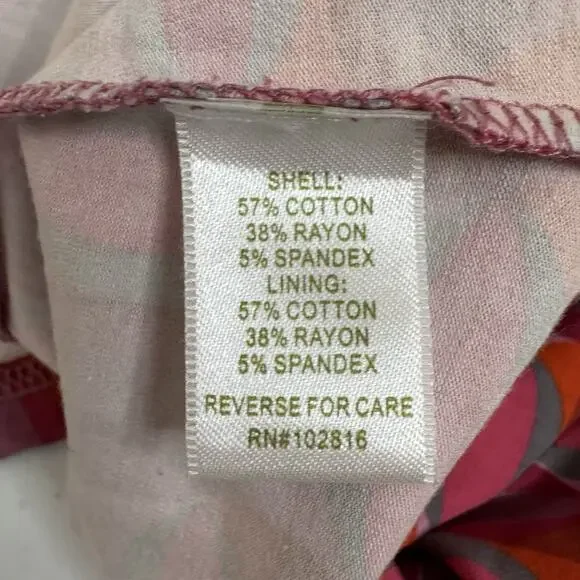 SHELL:
57% COTTON
38% RAYON
5% SPANDEX
LINING:
57% COTTON
38% RAYON
5% SPANDEX
REVERSE FOR CARE
RN#102816